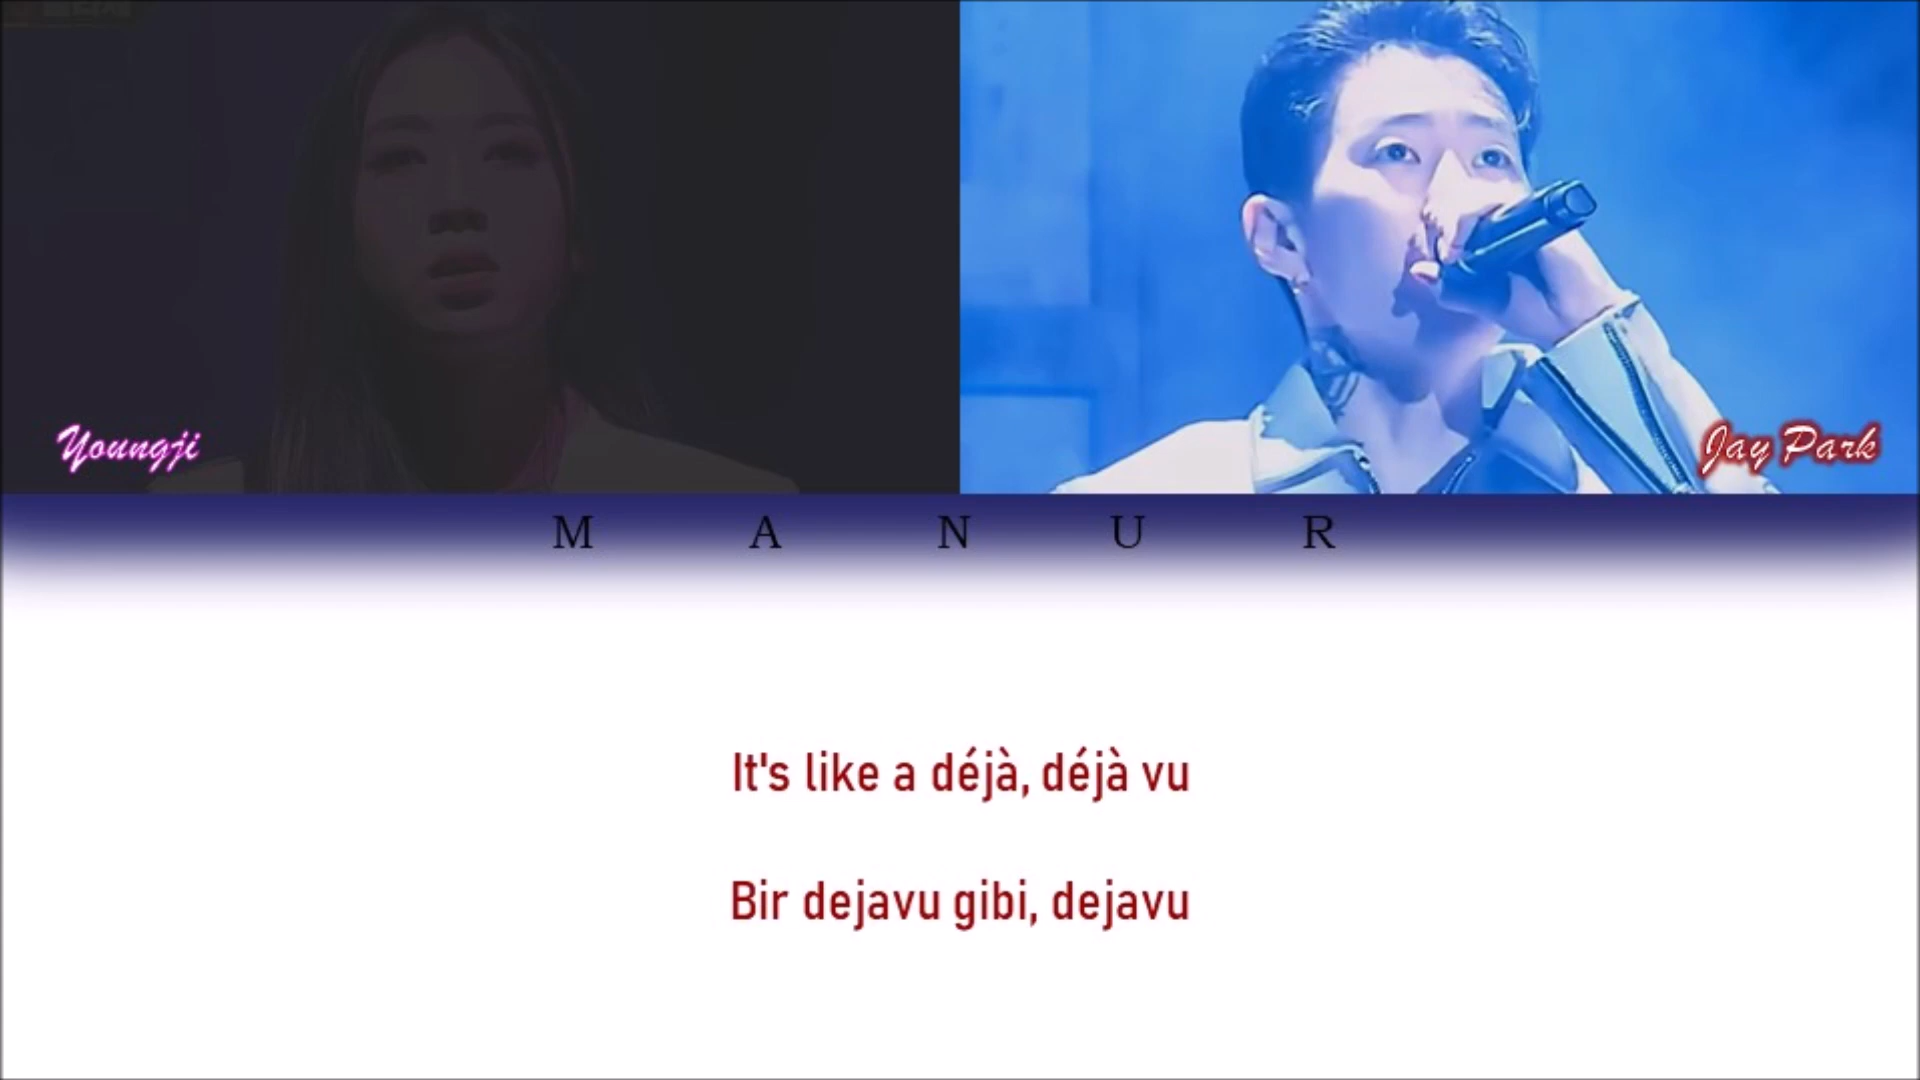 Youngji
Jay Park
M A N U R
It's like a déjà, déjà vu
Bir dejavu gibi, dejavu